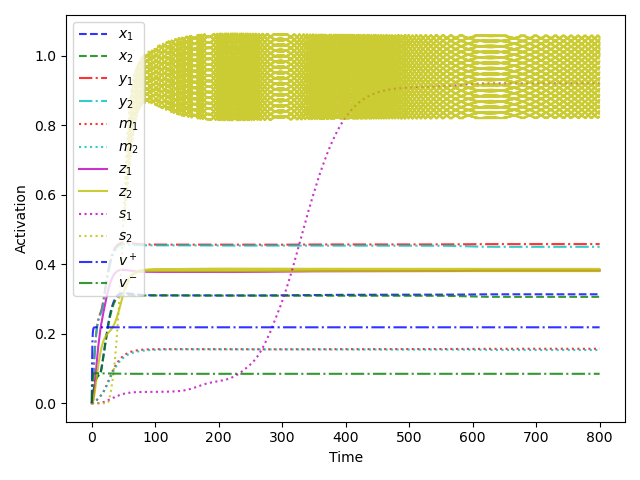 1.0
0.8
0.6
0.4
0.2
0.0
Activation
x₁
x₂
y₁
y₂
m₁
m₂
z₁
z₂
s₁
s₂
v⁺
v⁻
0 100 200 300 400 500 600 700 800
Time